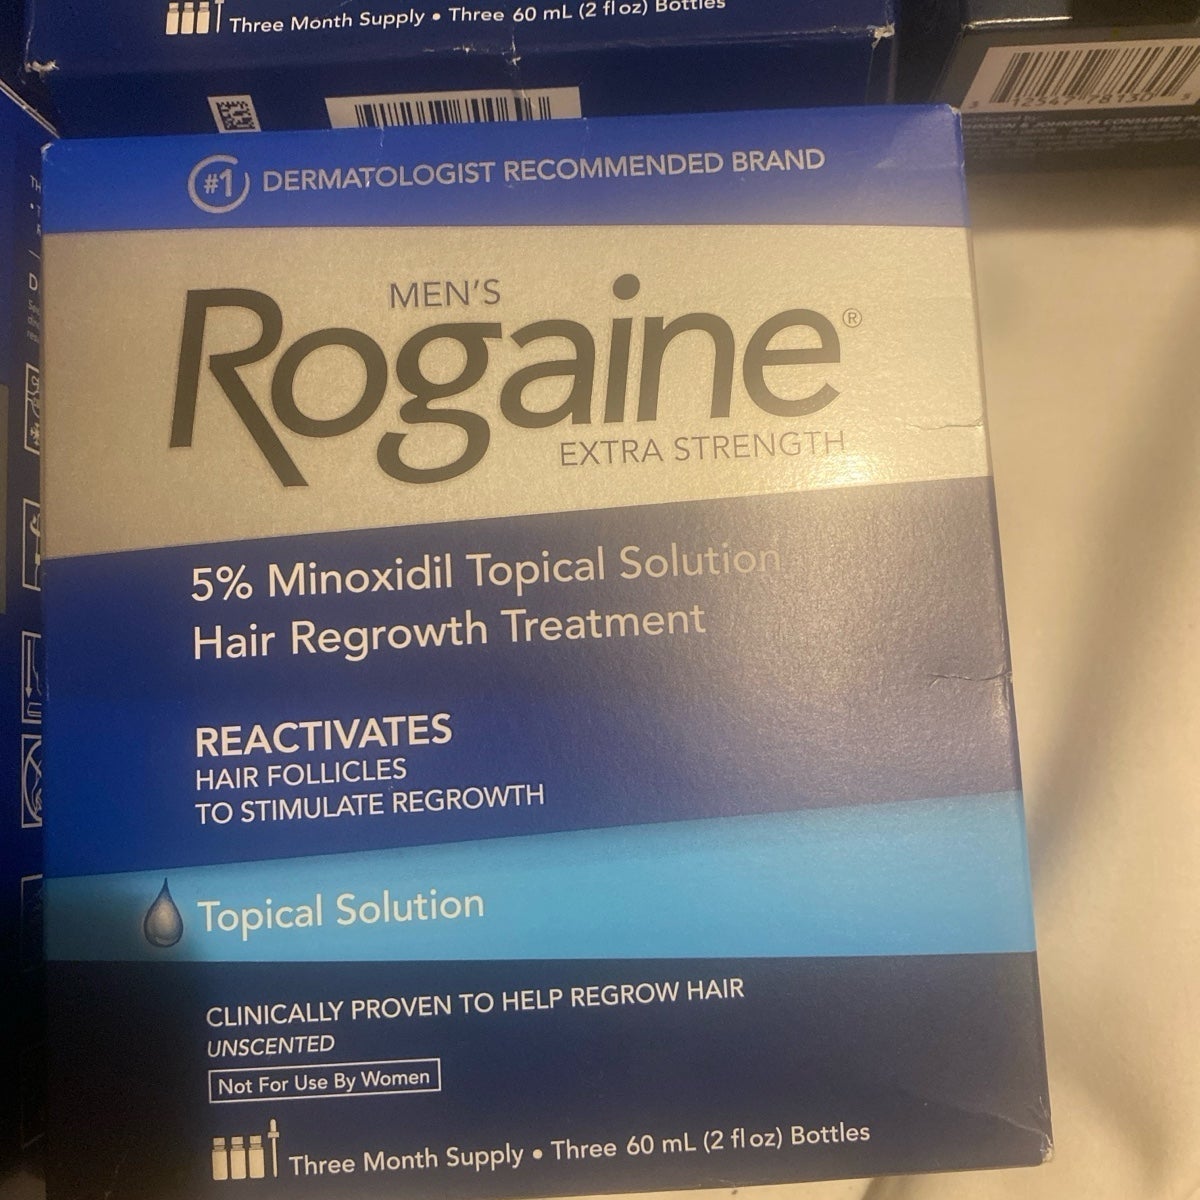 Three Month Supply • Three 60 mL (2 fl oz) Bottles
#1 DERMATOLOGIST RECOMMENDED BRAND
MEN'S
Rogaine®
EXTRA STRENGTH
5% Minoxidil Topical Solution
Hair Regrowth Treatment
REACTIVATES
HAIR FOLLICLES
TO STIMULATE REGROWTH
Topical Solution
CLINICALLY PROVEN TO HELP REGROW HAIR
UNSCENTED
Not For Use By Women
Three Month Supply • Three 60 mL (2 fl oz) Bottles